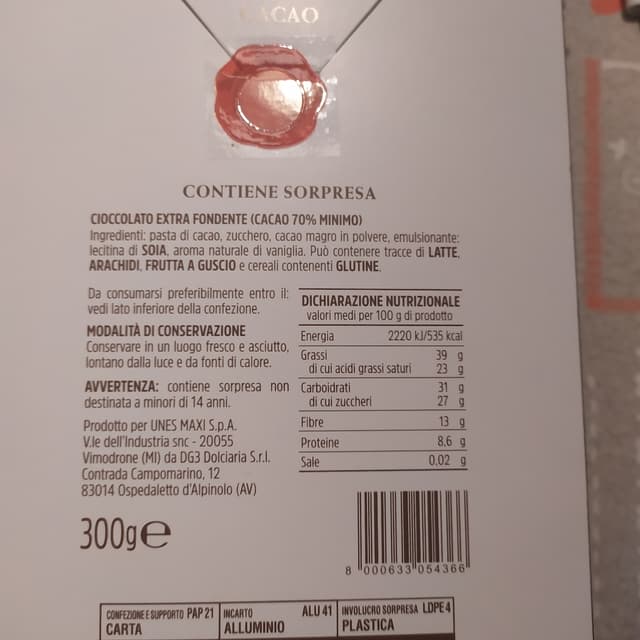 CACAO
CONTIENE SORPRESA
CIOCCOLATO EXTRA FONDENTE (CACAO 70% MINIMO)
Ingredienti: pasta di cacao, zucchero, cacao magro in polvere, emulsionante:
lecitina di SOIA, aroma naturale di vaniglia. Può contenere tracce di LATTE,
ARACHIDI, FRUTTA A GUSCIO e cereali contenenti GLUTINE.
Da consumarsi preferibilmente entro il:
vedi lato inferiore della confezione.
MODALITÀ DI CONSERVAZIONE
Conservare in un luogo fresco e asciutto,
lontano dalla luce e da fonti di calore.
AVVERTENZA: contiene sorpresa non
destinata a minori di 14 anni.
Prodotto per UNES MAXI S.p.A.
V.le dell'Industria snc - 20055
Vimodrone (MI) da DG3 Dolciaria S.r.l.
Contrada Campomarino, 12
83014 Ospedaletto d'Alpinolo (AV)
300g e
DICHIARAZIONE NUTRIZIONALE
valori medi per 100 g di prodotto
Energia 2220 kJ/535 kcal
Grassi 39 g
di cui acidi grassi saturi 23 g
Carboidrati 31 g
di cui zuccheri 27 g
Fibre 13 g
Proteine 8,6 g
Sale 0,02 g
8 000633 054366
CONFEZIONE E SUPPORTO PAP 21
CARTA
INCARTO ALU 41
ALLUMINIO
INVOLUCRO SORPRESA LDPE 4
PLASTICA